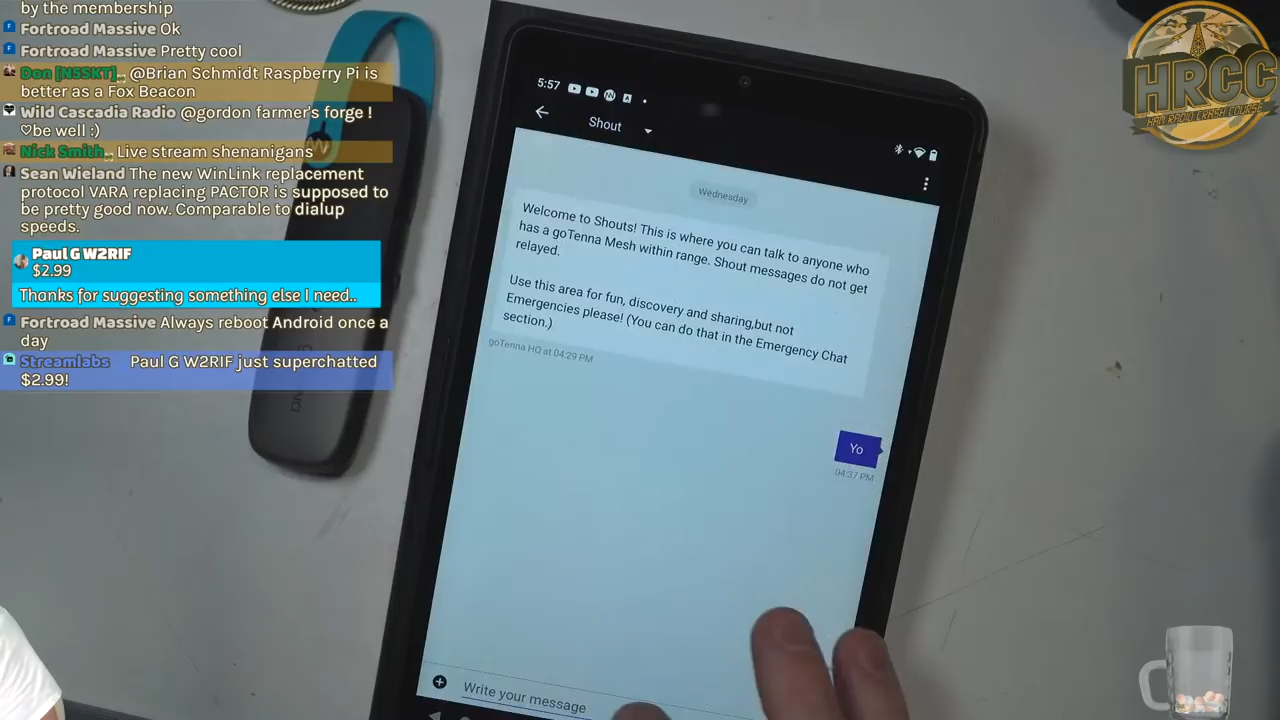 by the membership
Fortroad Massive Ok
Fortroad Massive Pretty cool
Don [N5SKT] @Brian Schmidt Raspberry Pi is
better as a Fox Beacon
Wild Cascadia Radio @gordon farmer's forge !
♡be well :)
Nick Smith Live stream shenanigans
Sean Wieland The new WinLink replacement
protocol VARA replacing PACTOR is supposed to
be pretty good now. Comparable to dialup
speeds.
Paul G W2RIF
$2.99
Thanks for suggesting something else I need..
Fortroad Massive Always reboot Android once a
day
Streamlabs Paul G W2RIF just superchatted
$2.99!
5:57
Shout
Wednesday
Welcome to Shouts! This is where you can talk to anyone who
has a goTenna Mesh within range. Shout messages do not get
relayed.
Use this area for fun, discovery and sharing,but not
Emergencies please! (You can do that in the Emergency Chat
section.)
goTenna HQ at 04:29 PM
Yo
04:37 PM
Write your message
HRCC
HAM RADIO CRASH COURSE